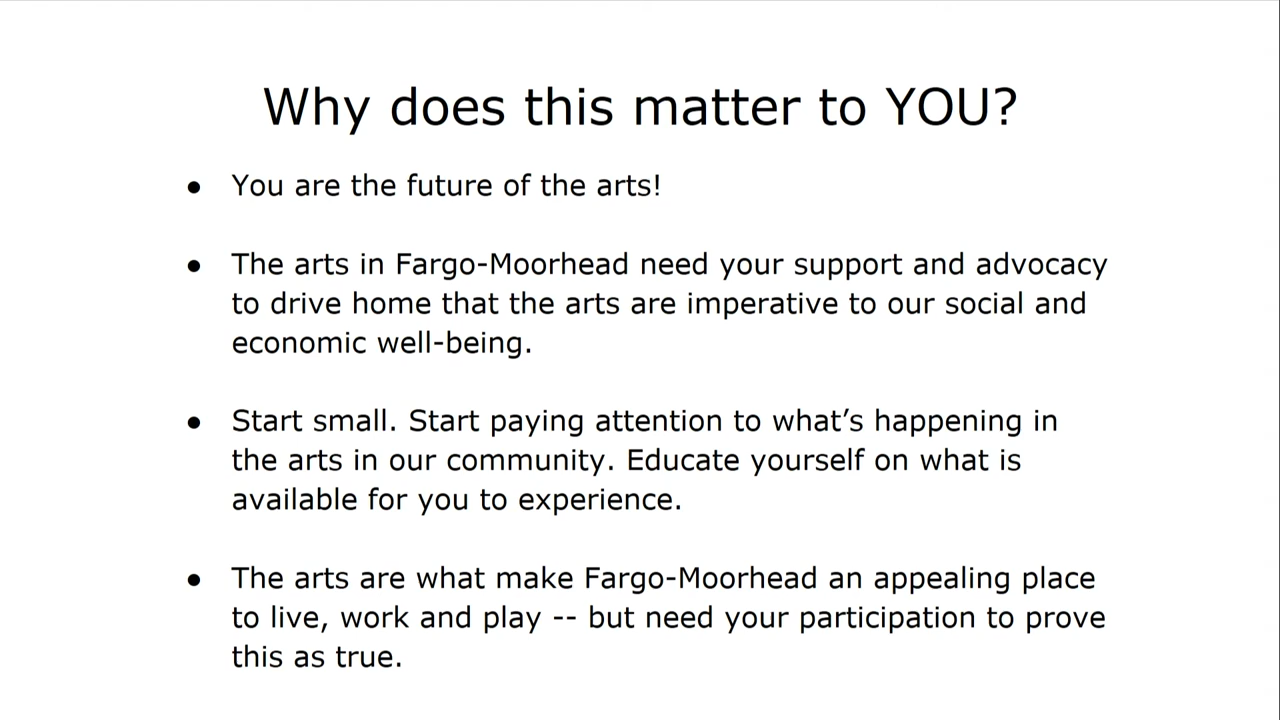 Why does this matter to YOU?
● You are the future of the arts!
● The arts in Fargo-Moorhead need your support and advocacy
to drive home that the arts are imperative to our social and
economic well-being.
● Start small. Start paying attention to what’s happening in
the arts in our community. Educate yourself on what is
available for you to experience.
● The arts are what make Fargo-Moorhead an appealing place
to live, work and play -- but need your participation to prove
this as true.